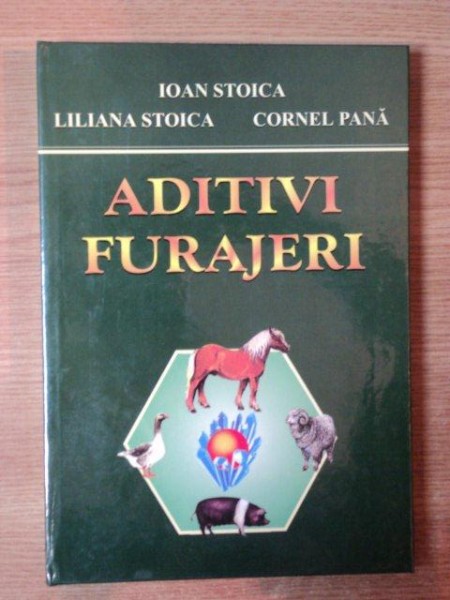 IOAN STOICA
LILIANA STOICA CORNEL PANĂ
ADITIVI
FURAJERI